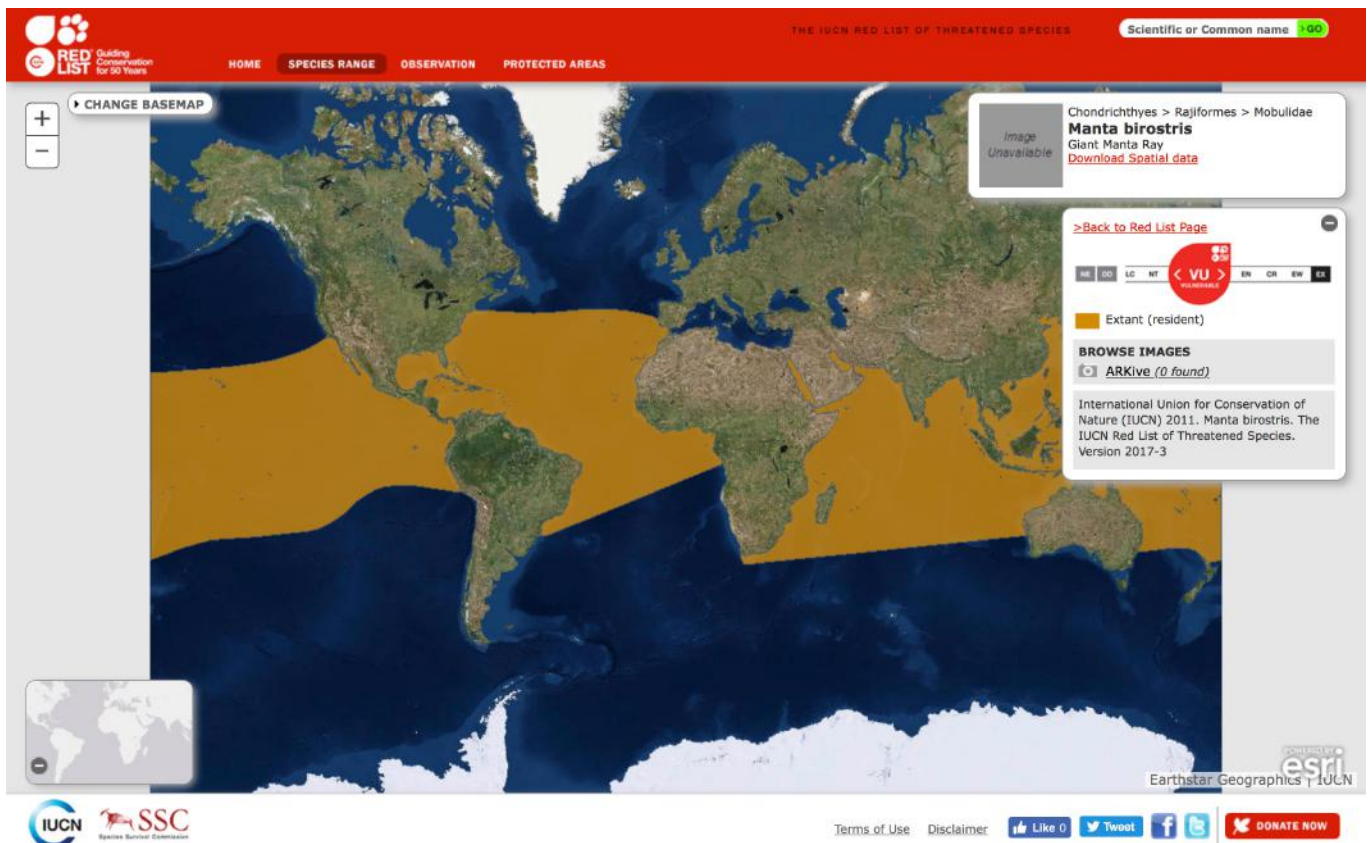 RED LIST
Guiding Conservation for 50 Years
THE IUCN RED LIST OF THREATENED SPECIES
Scientific or Common name
>GO
HOME
SPECIES RANGE
OBSERVATION
PROTECTED AREAS
+
−
CHANGE BASEMAP
Image
Unavailable
Chondrichthyes > Rajiformes > Mobulidae
Manta birostris
Giant Manta Ray
Download Spatial data
>Back to Red List Page
NE DD LC NT < VU > EN CR EW EX
VULNERABLE
Extant (resident)
BROWSE IMAGES
ARKive (0 found)
International Union for Conservation of
Nature (IUCN) 2011. Manta birostris. The
IUCN Red List of Threatened Species.
Version 2017-3
POWERED BY
esri
Earthstar Geographics | IUCN
IUCN
SSC
Species Survival Commission
Terms of Use
Disclaimer
Like 0
Tweet
DONATE NOW